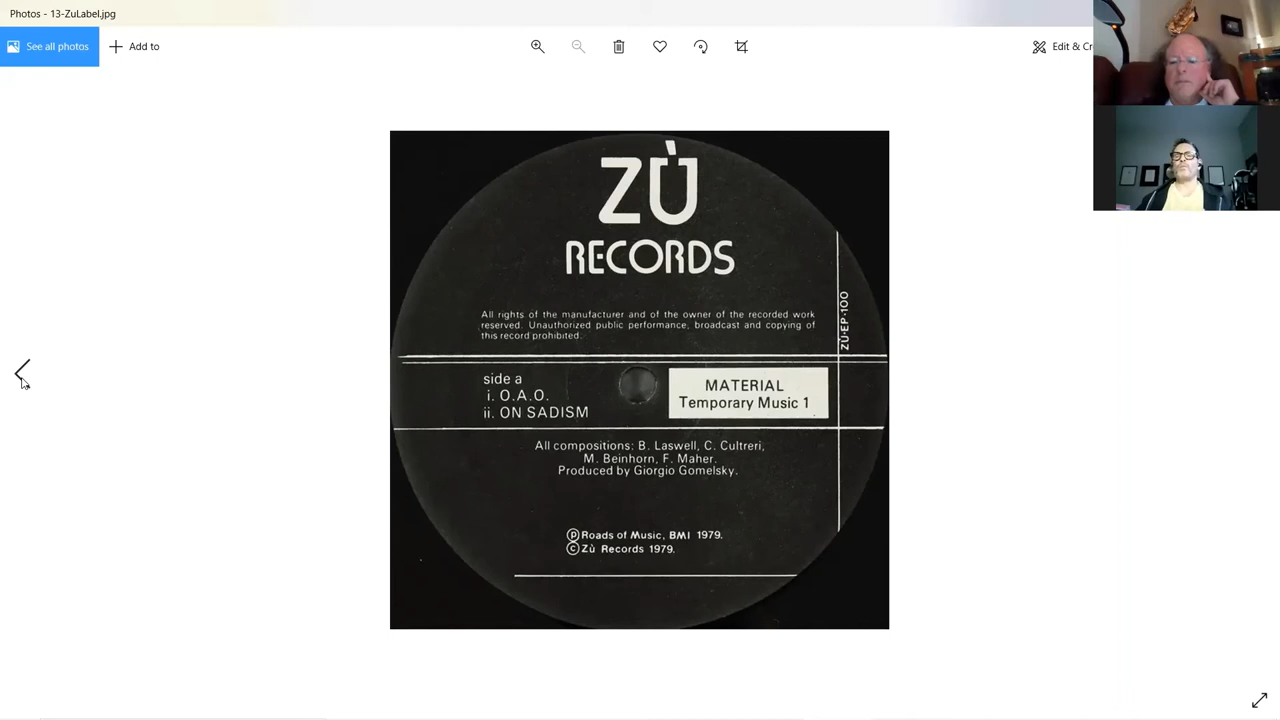 Photos - 13-ZuLabel.jpg
See all photos
Add to
Edit & Cr
ZÙ
RECORDS
All rights of the manufacturer and of the owner of the recorded work
reserved. Unauthorized public performance, broadcast and copying of
this record prohibited.
ZÙ-EP-100
side a
i. O.A.O.
ii. ON SADISM
MATERIAL
Temporary Music 1
All compositions: B. Laswell, C. Cultreri,
M. Beinhorn, F. Maher.
Produced by Giorgio Gomelsky.
Ⓟ Roads of Music, BMI 1979.
© Zù Records 1979.